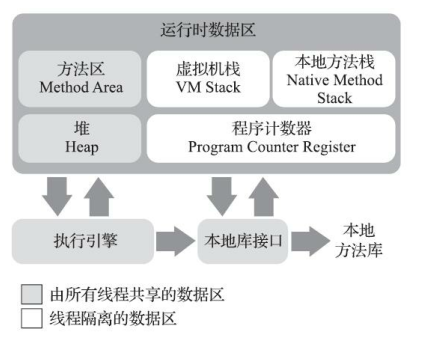 运行时数据区
方法区
Method Area
虚拟机栈
VM Stack
本地方法栈
Native Method
Stack
堆
Heap
程序计数器
Program Counter Register
执行引擎
本地库接口
本地
方法库
由所有线程共享的数据区
线程隔离的数据区